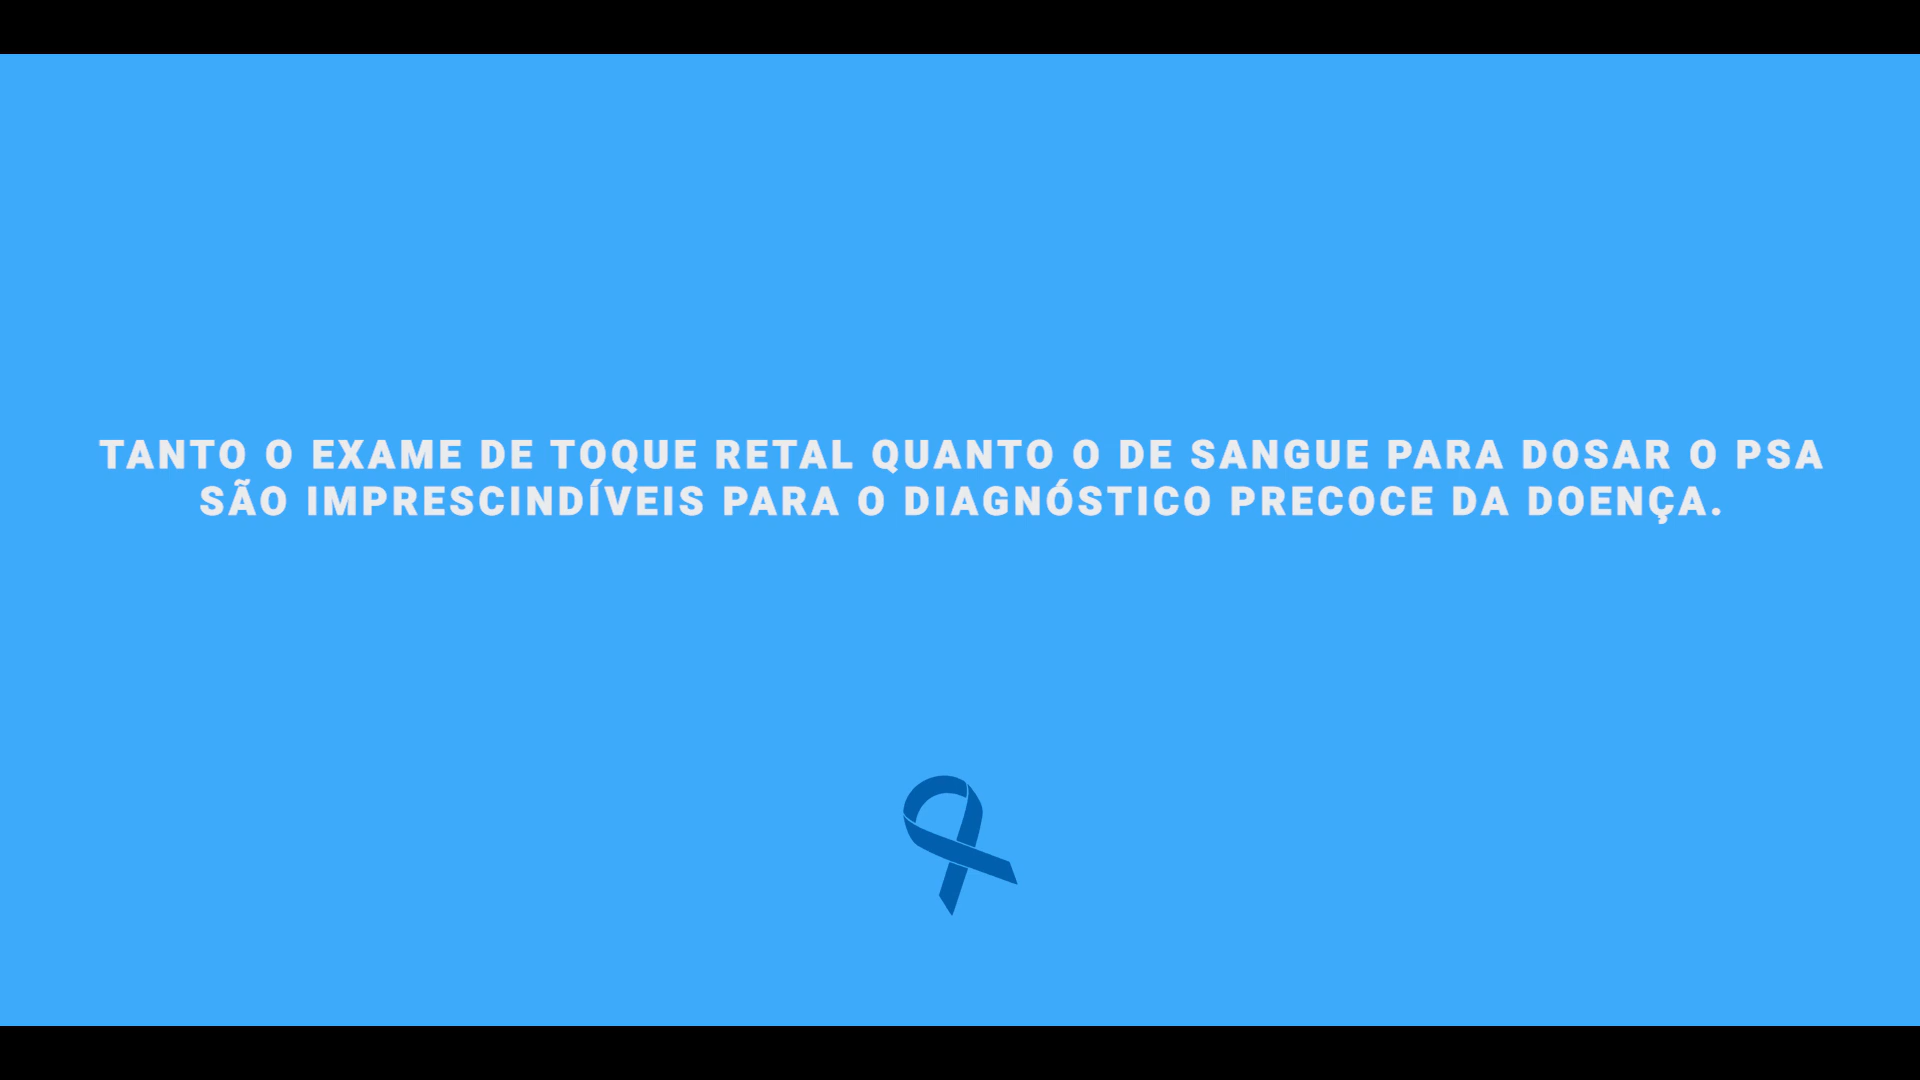 TANTO O EXAME DE TOQUE RETAL QUANTO O DE SANGUE PARA DOSAR O PSA
SÃO IMPRESCINDÍVEIS PARA O DIAGNÓSTICO PRECOCE DA DOENÇA.